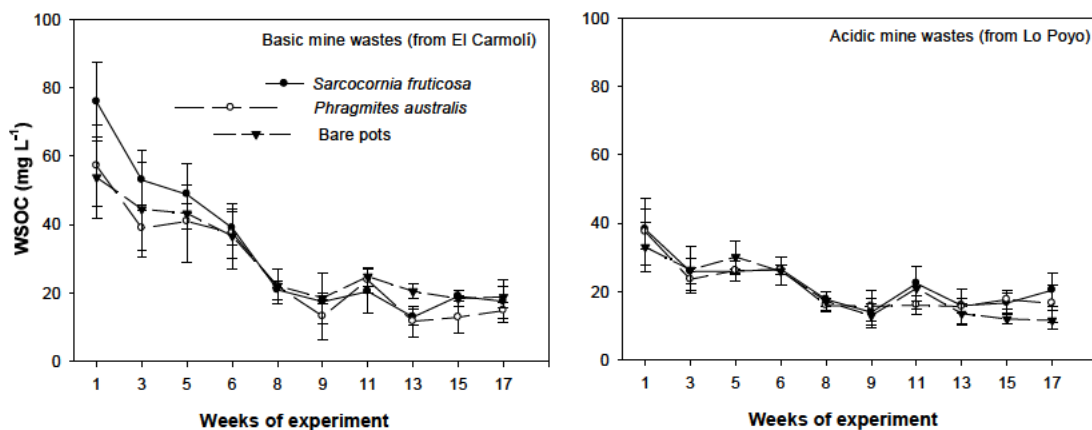 100
80
60
40
20
0
WSOC (mg L-1)
Basic mine wastes (from El Carmolí)
Sarcocornia fruticosa
Phragmites australis
Bare pots
1 3 5 6 8 9 11 13 15 17
Weeks of experiment
100
80
60
40
20
0
Acidic mine wastes (from Lo Poyo)
1 3 5 6 8 9 11 13 15 17
Weeks of experiment